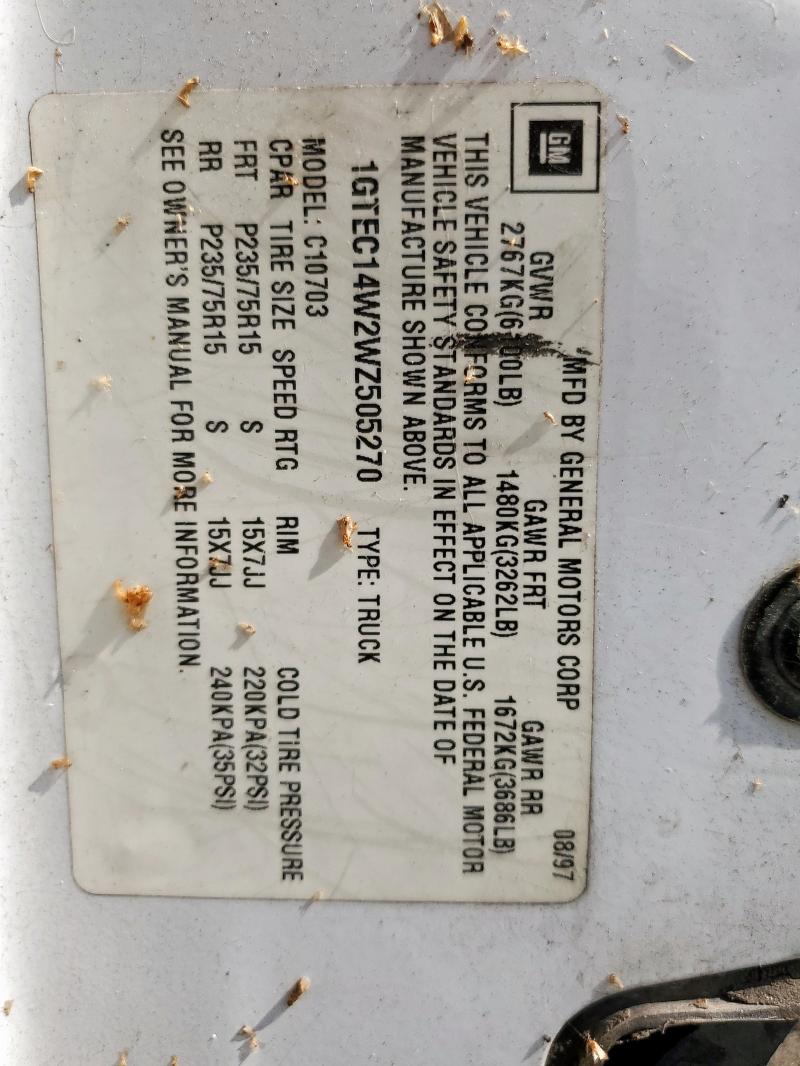 GM
MFD BY GENERAL MOTORS CORP 08/97
GVWR GAWR FRT GAWR RR
2767KG(6100LB) 1480KG(3262LB) 1672KG(3686LB)
THIS VEHICLE CONFORMS TO ALL APPLICABLE U.S. FEDERAL MOTOR
VEHICLE SAFETY STANDARDS IN EFFECT ON THE DATE OF
MANUFACTURE SHOWN ABOVE.
1GTEC14W2WZ505270 TYPE: TRUCK
MODEL: C10703
CPAR TIRE SIZE SPEED RTG RIM COLD TIRE PRESSURE
FRT P235/75R15 S 15X7JJ 220KPA(32PSI)
RR P235/75R15 S 15X7JJ 240KPA(35PSI)
SEE OWNER'S MANUAL FOR MORE INFORMATION.